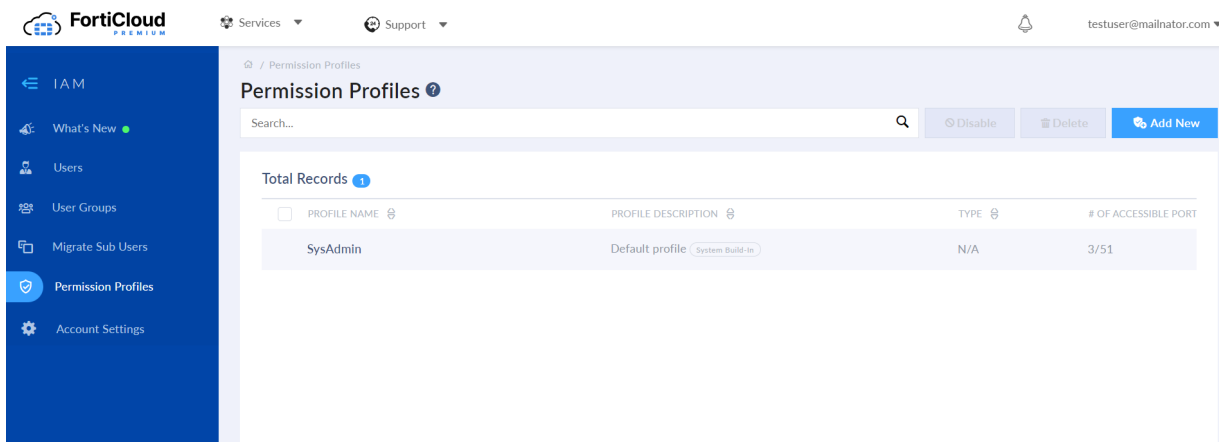 FortiCloud
PREMIUM
Services
24
Support
testuser@mailnator.com
IAM
What's New
Users
User Groups
Migrate Sub Users
Permission Profiles
Account Settings
/ Permission Profiles
Permission Profiles ?
Search...
Disable
Delete
Add New
Total Records 1
PROFILE NAME
PROFILE DESCRIPTION
TYPE
# OF ACCESSIBLE PORT
SysAdmin
Default profile System Build-In
N/A
3/51